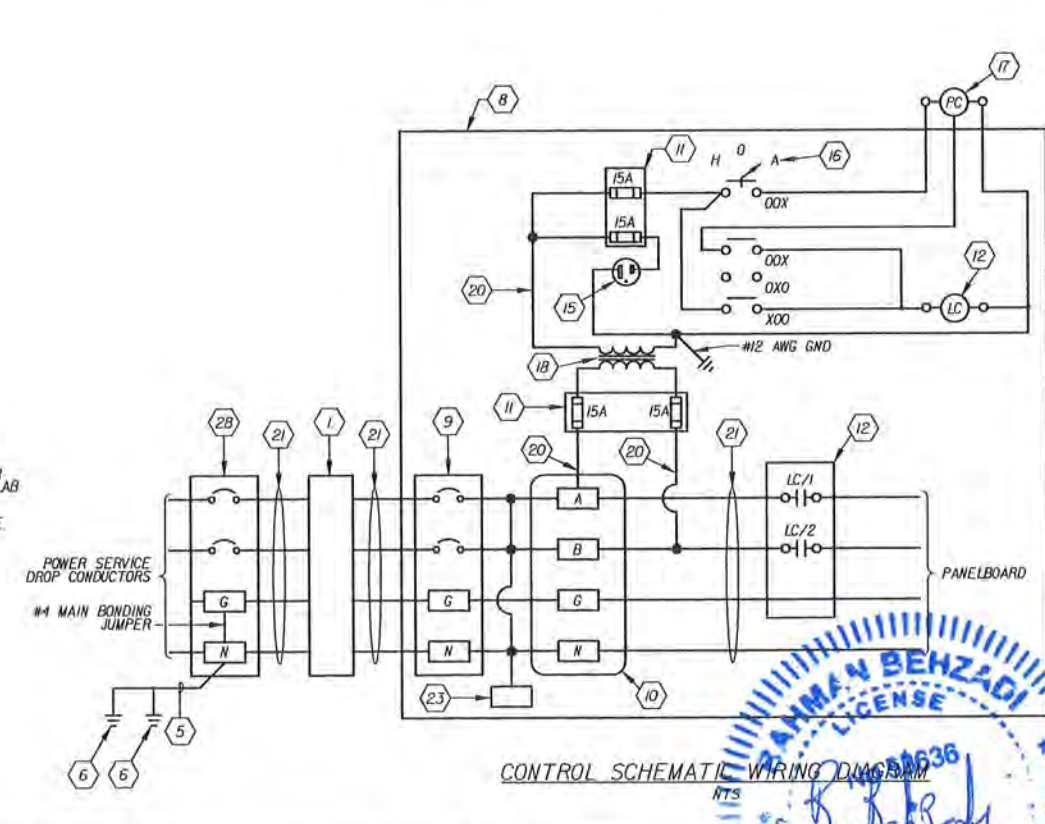 17
8
PC
11
H O A
16
15A
OOX
15A
OOX
12
OXO
20
15
LC
XOO
#12 AWG GND
18
11
15A
15A
2B
21
1
21
9
20
20
21
12
LC/1
A
LC/2
B
POWER SERVICE
DROP CONDUCTORS
PANELBOARD
G
G
G
#4 MAIN BONDING
JUMPER
N
N
N
23
10
5
6
6
CONTROL SCHEMATIC WIRING DIAGRAM
NTS
BAHMAN BEHZADI
LICENSE